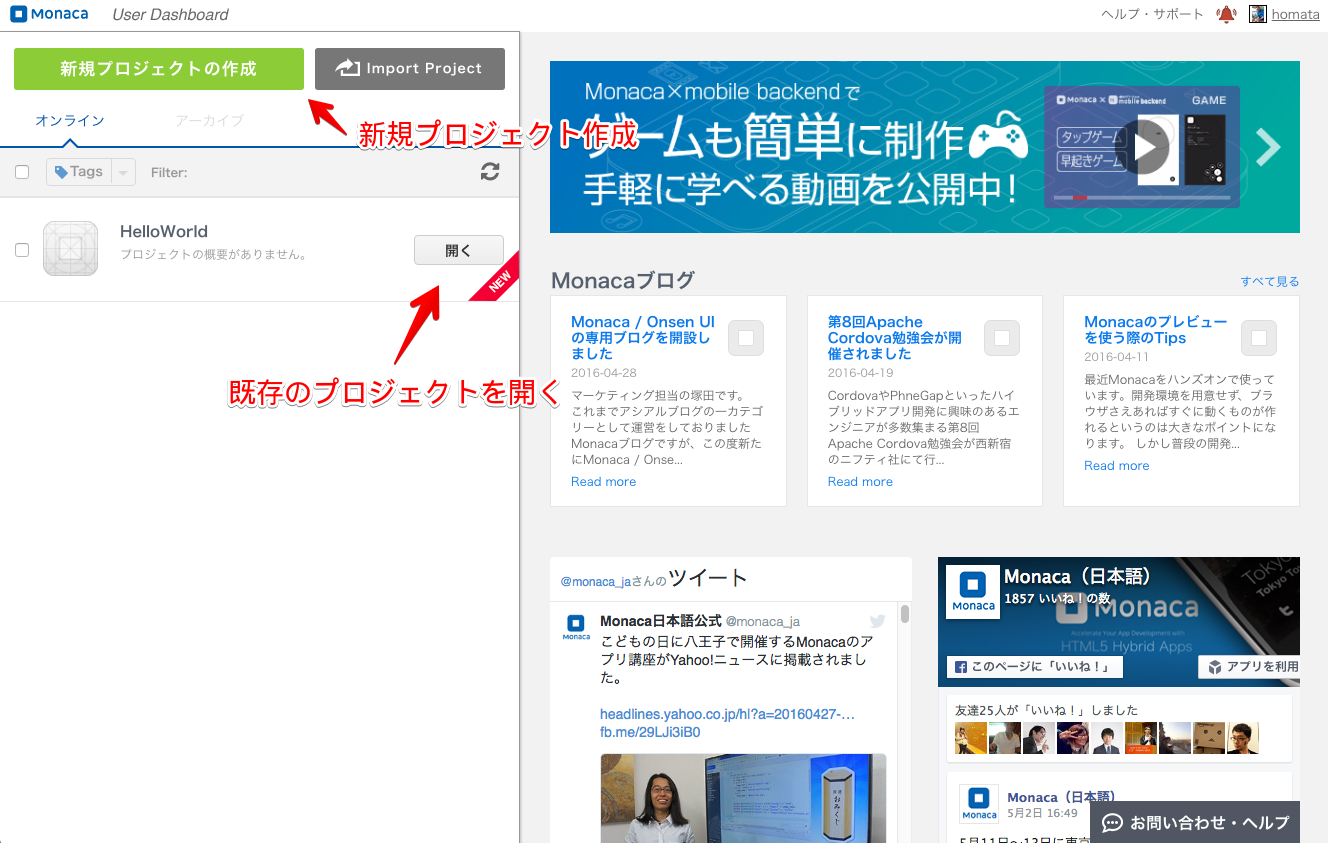 Monaca User Dashboard
ヘルプ・サポート
homata
新規プロジェクトの作成
Import Project
新規プロジェクト作成
オンライン
アーカイブ
Tags
Filter:
HelloWorld
プロジェクトの概要がありません。
開く
NEW
既存のプロジェクトを開く
Monaca×mobile backendで
ゲームも簡単に制作
手軽に学べる動画を公開中!
Monaca × mobile backend
GAME
タップゲーム
早起きゲーム
Monacaブログ
すべて見る
Monaca / Onsen UI
の専用ブログを開設し
ました
2016-04-28
マーケティング担当の塚田です。
これまでアシアルブログの一カテゴ
リーとして運営をしておりました
Monacaブログですが、この度新た
にMonaca / Onse...
Read more
第8回Apache
Cordova勉強会が開
催されました
2016-04-19
CordovaやPhneGapといったハイ
ブリッドアプリ開発に興味のあるエ
ンジニアが多数集まる第8回
Apache Cordova勉強会が西新宿
のニフティ社にて行...
Read more
Monacaのプレビュー
を使う際のTips
2016-04-11
最近Monacaをハンズオンで使って
います。開発環境を用意せず、ブラ
ウザさえあればすぐに動くものが作
れるというのは大きなポイントにな
ります。 しかし普段の開発...
Read more
@monaca_jaさんのツイート
Monaca
Monaca日本語公式 @monaca_ja
こどもの日に八王子で開催するMonacaのア
プリ講座がYahoo!ニュースに掲載されまし
た。
headlines.yahoo.co.jp/hl?a=20160427-…
fb.me/29LJi3iB0
おみくじ
Monaca
Monaca（日本語）
1857 いいね！の数
Monaca
Accelerate Your App Development with
HTML5 Hybrid Apps
このページに「いいね！」
アプリを利用
友達25人が「いいね！」しました
Monaca
Monaca（日本語）
5月2日 16:49
お問い合わせ・ヘルプ